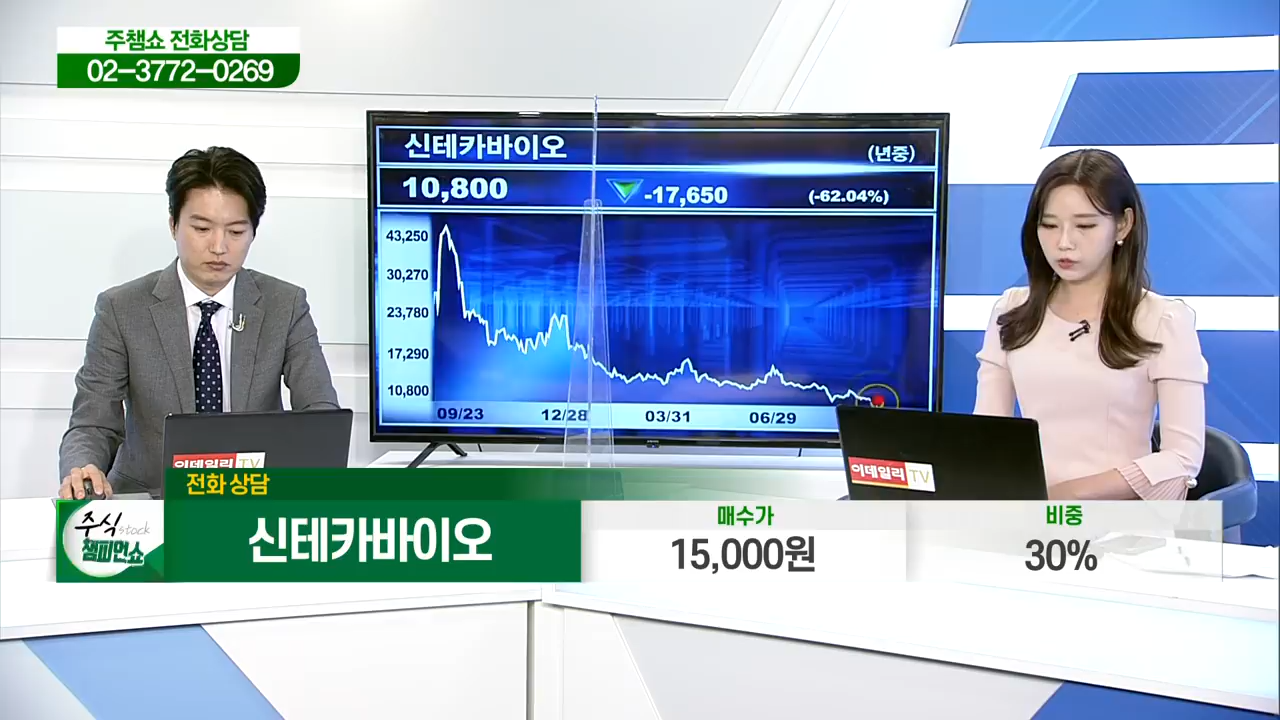 주챔쇼 전화상담
02-3772-0269
신테카바이오
(년중)
10,800
-17,650
(-62.04%)
43,250
30,270
23,780
17,290
10,800
09/23
12/28
03/31
06/29
이데일리 TV
이데일리 TV
전화 상담
주식 stock
챔피언쇼
신테카바이오
매수가
15,000원
비중
30%